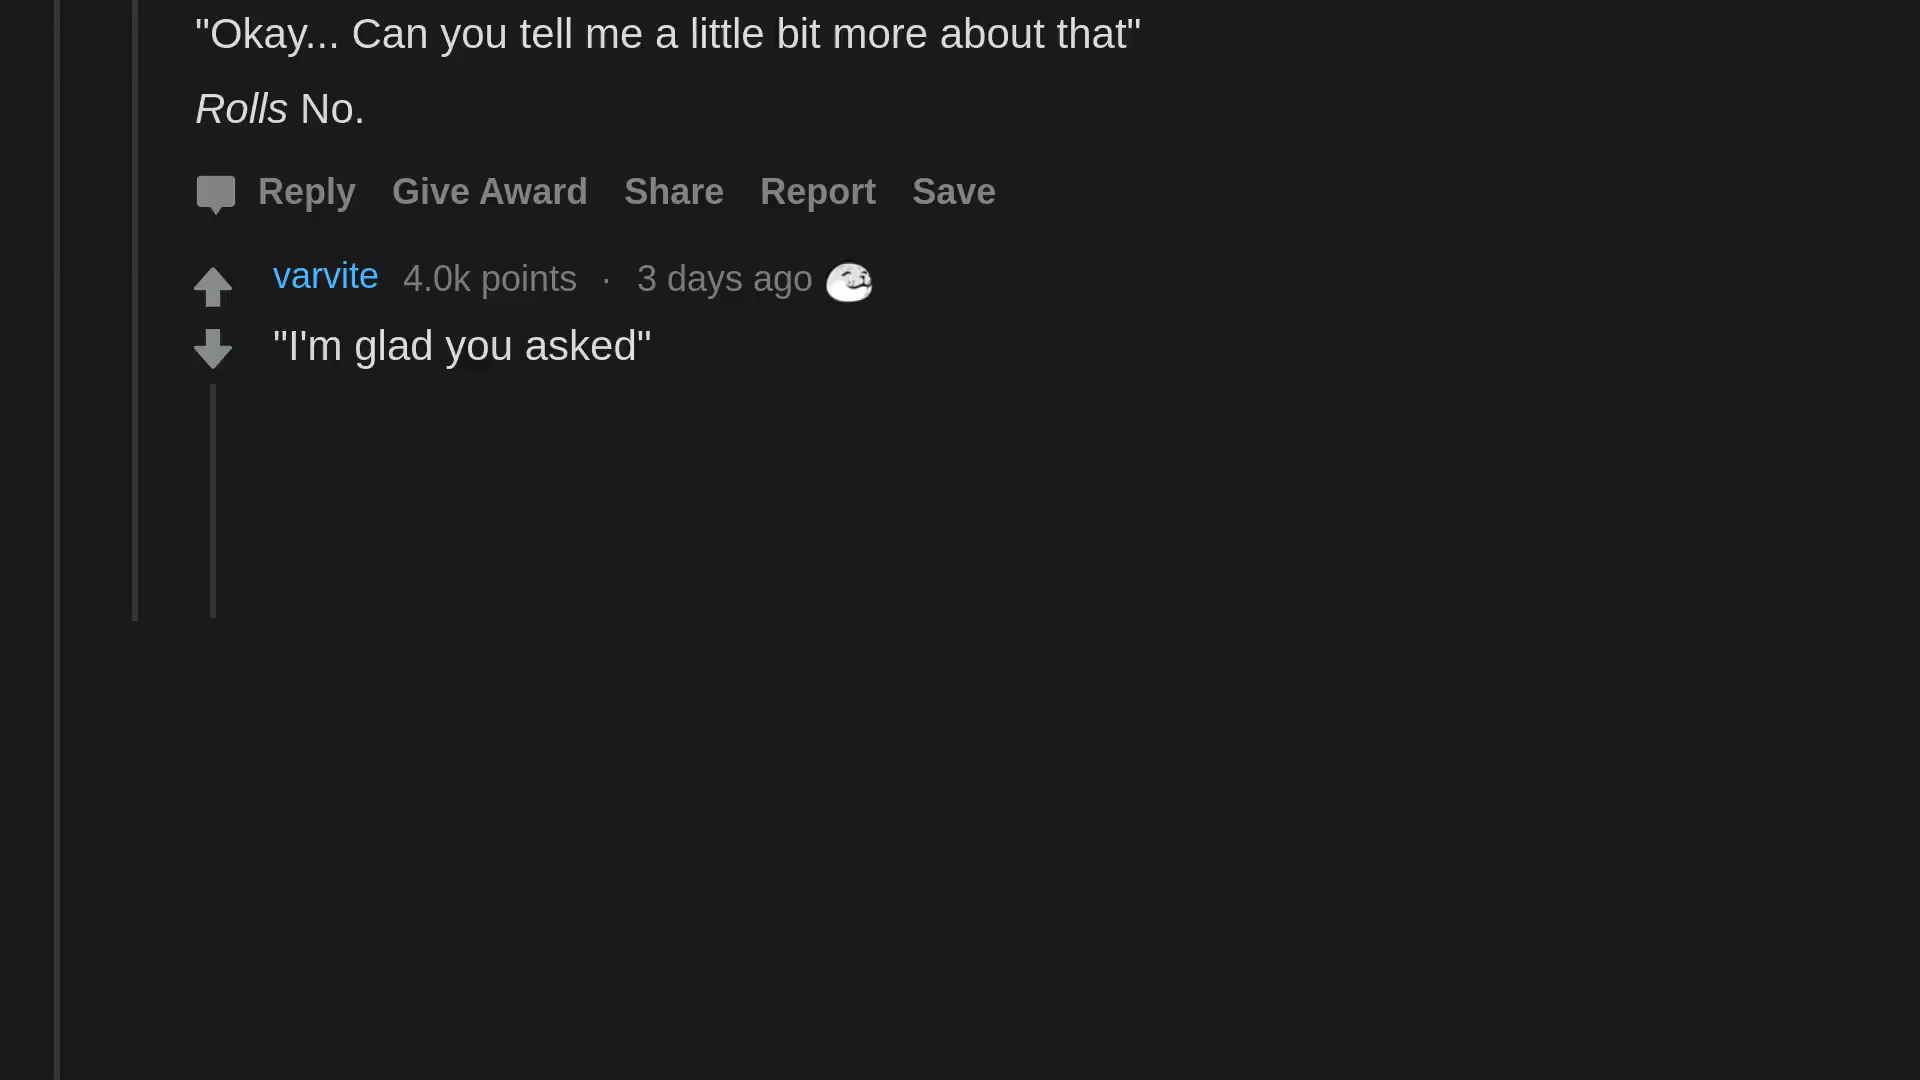 "Okay... Can you tell me a little bit more about that"
Rolls No.
Reply Give Award Share Report Save
varvite 4.0k points · 3 days ago
"I'm glad you asked"